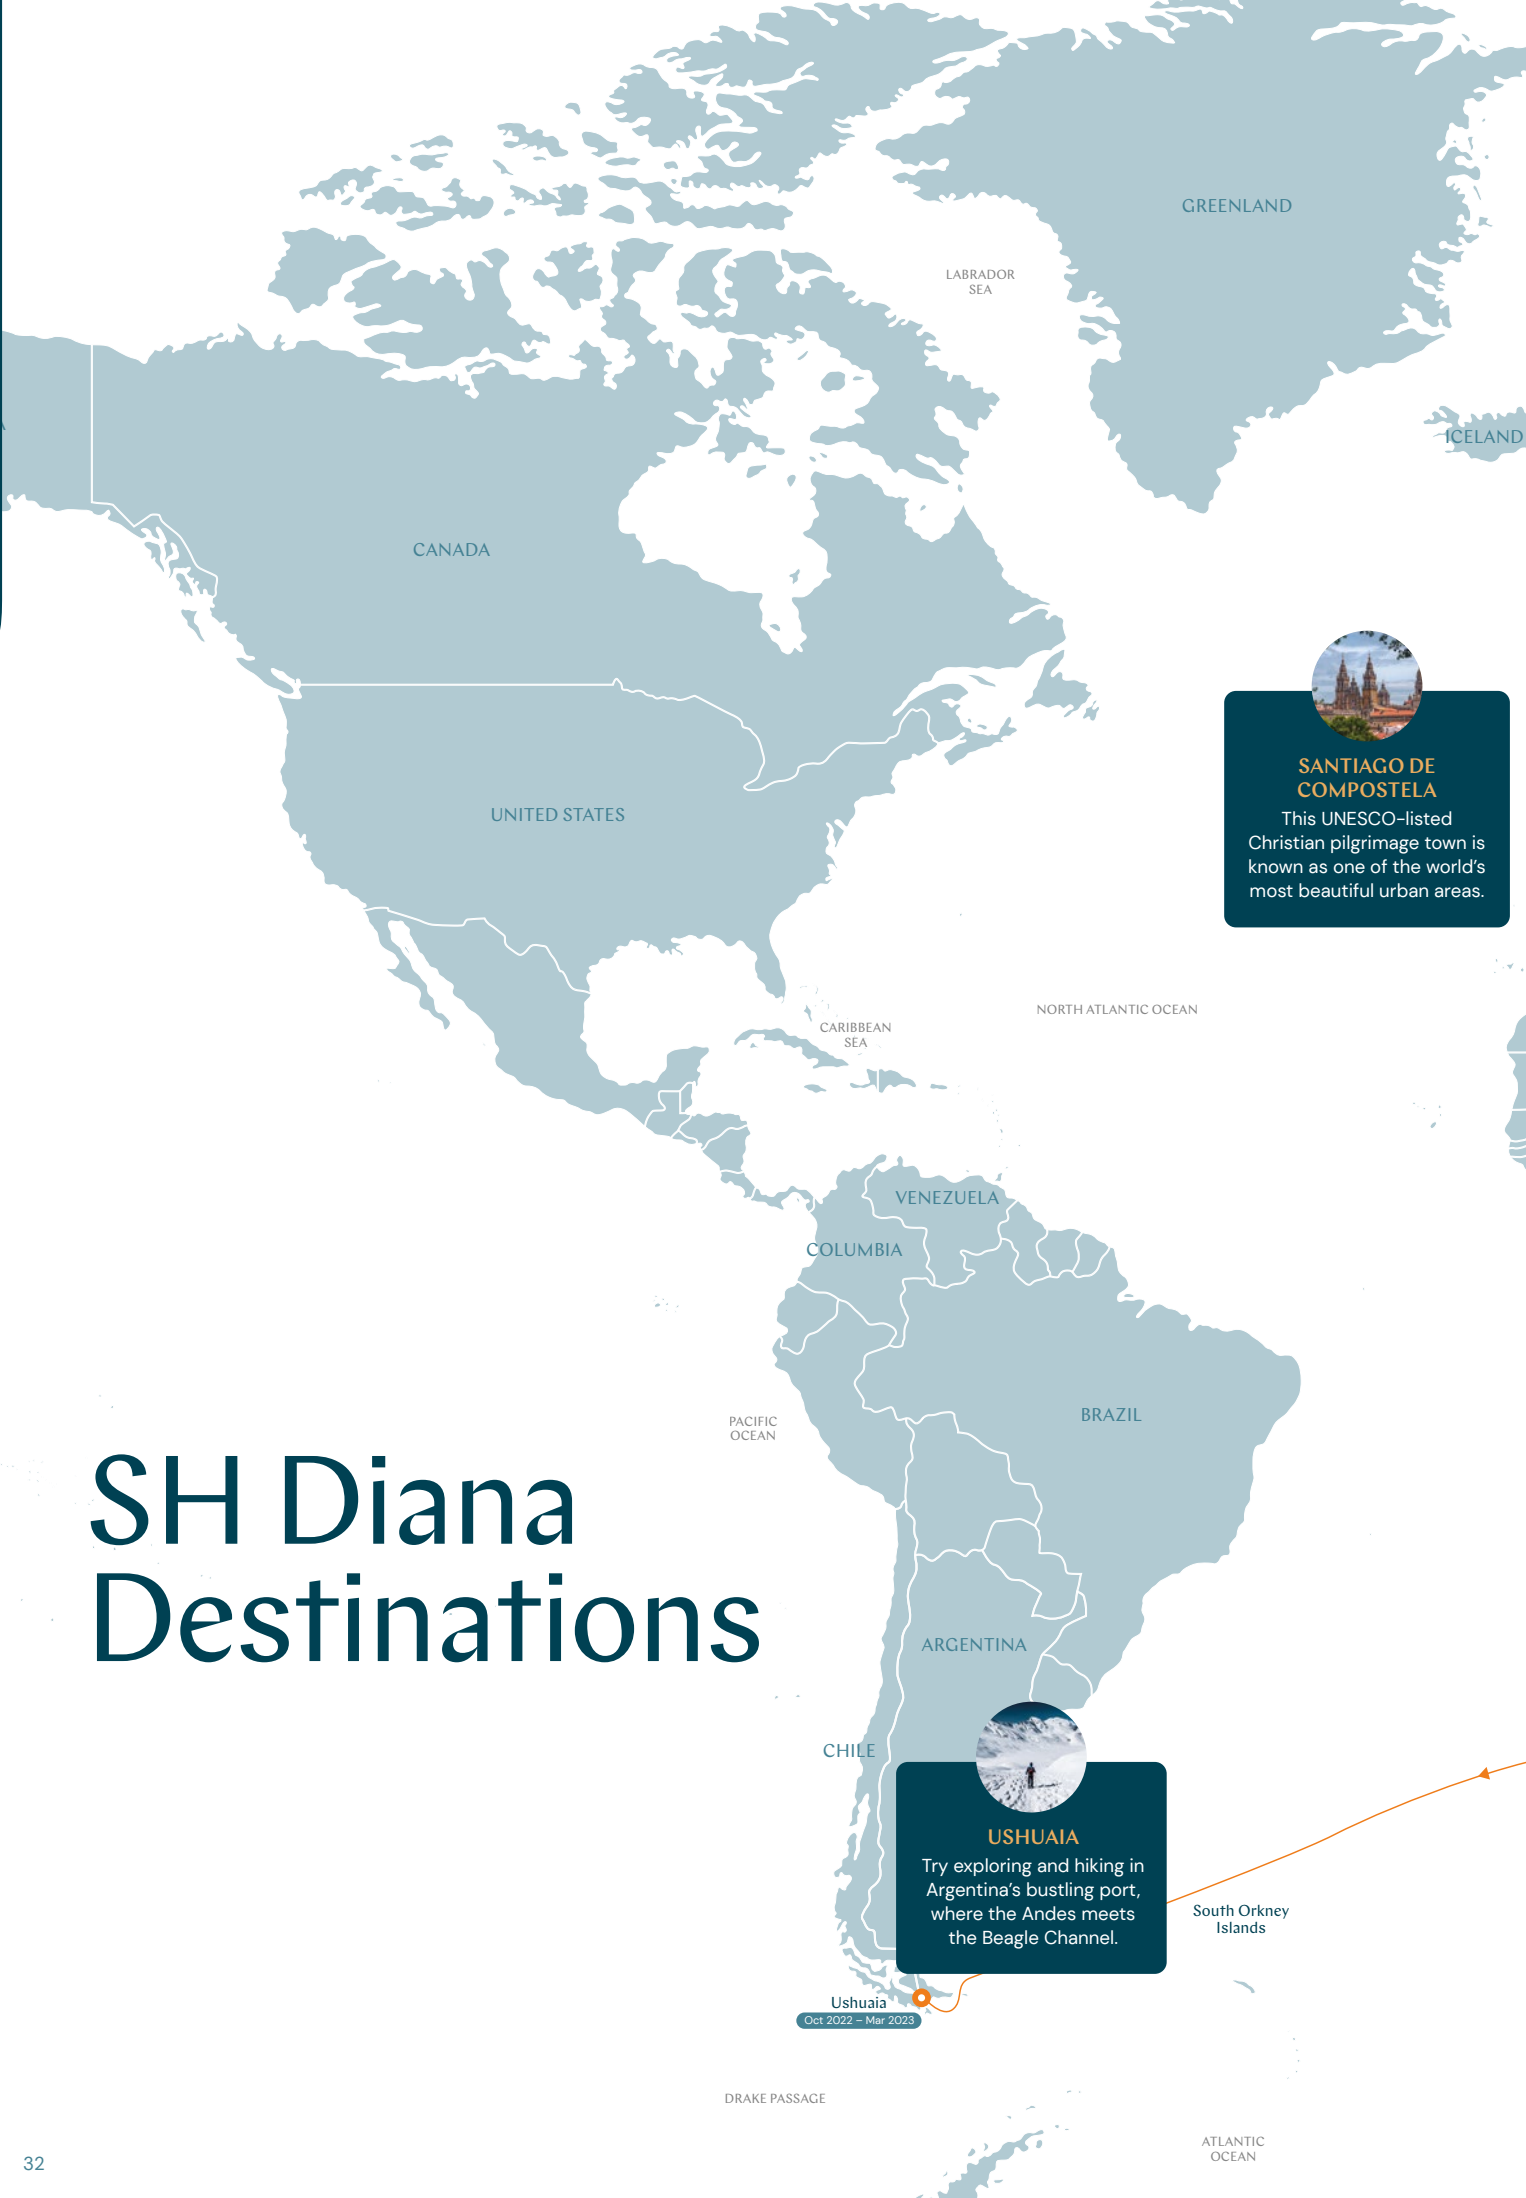 GREENLAND
LABRADOR
SEA
ICELAND
CANADA
UNITED STATES
SANTIAGO DE
COMPOSTELA
This UNESCO-listed
Christian pilgrimage town is
known as one of the world's
most beautiful urban areas.
NORTH ATLANTIC OCEAN
CARIBBEAN
SEA
VENEZUELA
COLUMBIA
BRAZIL
PACIFIC
OCEAN
SH Diana
Destinations
ARGENTINA
CHILE
USHUAIA
Try exploring and hiking in
Argentina's bustling port,
where the Andes meets
the Beagle Channel.
South Orkney
Islands
Ushuaia
Oct 2022 – Mar 2023
DRAKE PASSAGE
ATLANTIC
OCEAN
32